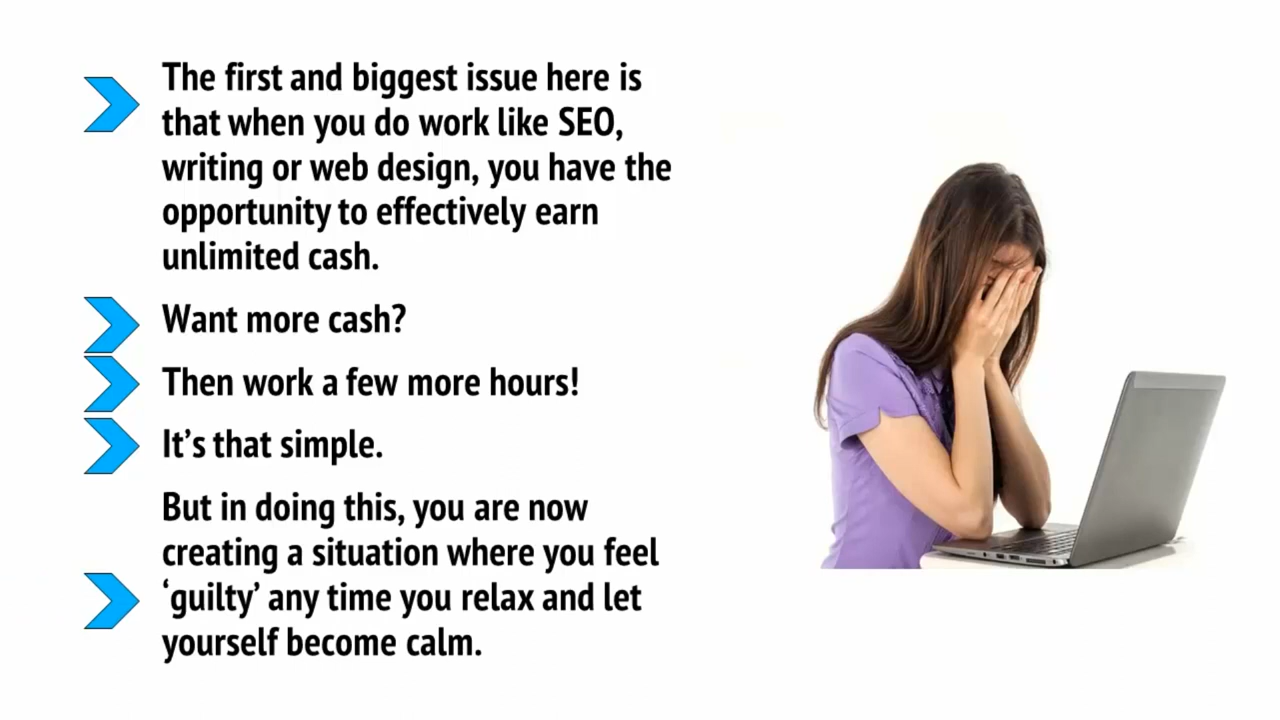 The first and biggest issue here is
that when you do work like SEO,
writing or web design, you have the
opportunity to effectively earn
unlimited cash.
Want more cash?
Then work a few more hours!
It’s that simple.
But in doing this, you are now
creating a situation where you feel
‘guilty’ any time you relax and let
yourself become calm.